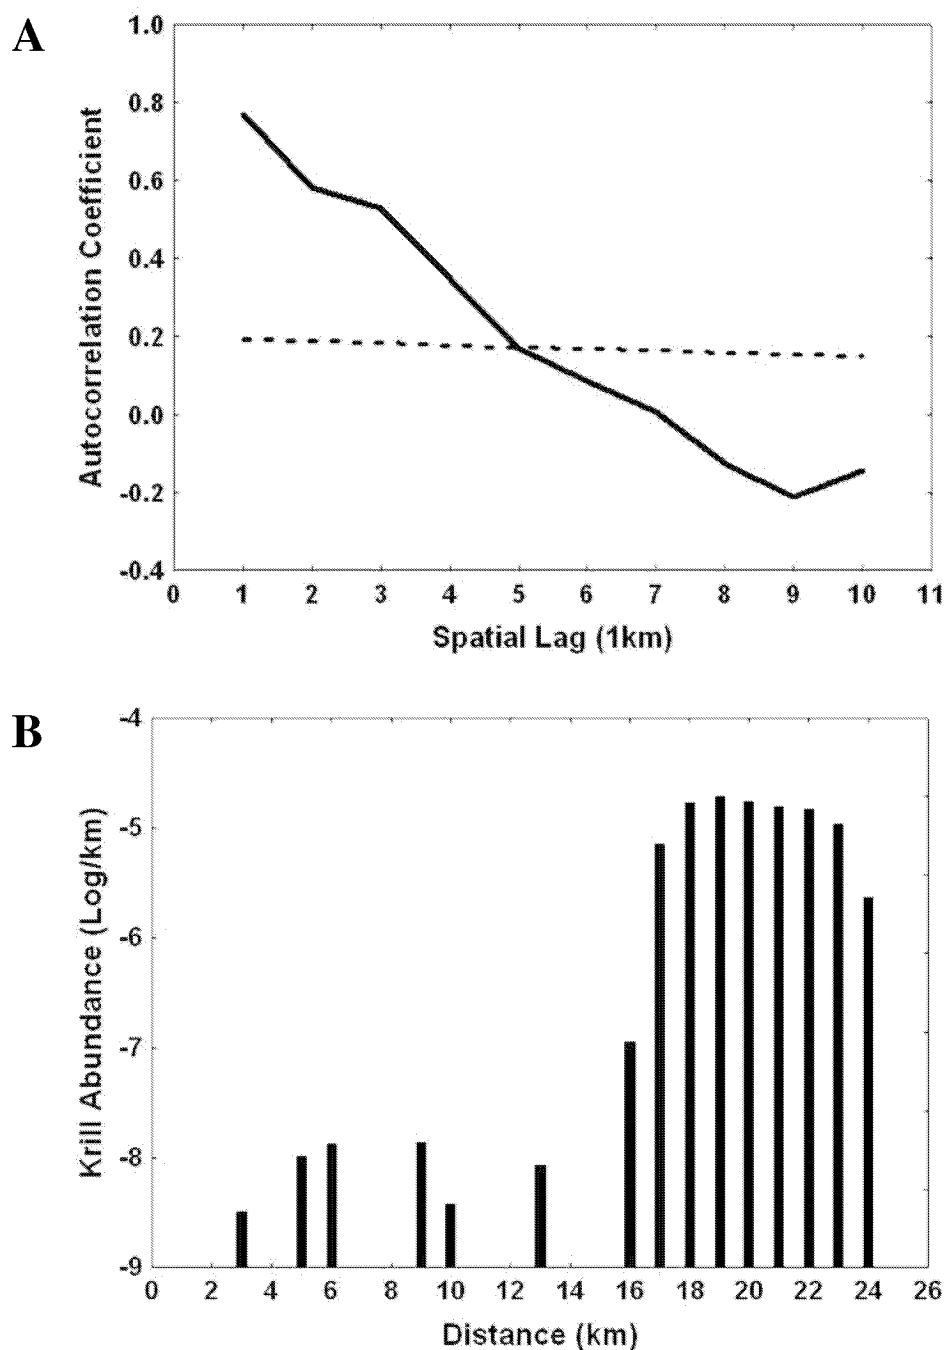 A
1.0
0.8
0.6
0.4
0.2
0.0
-0.2
-0.4
Autocorrelation Coefficient
0 1 2 3 4 5 6 7 8 9 10 11
Spatial Lag (1km)
B
-4
-5
-6
-7
-8
-9
Krill Abundance (Log/km)
0 2 4 6 8 10 12 14 16 18 20 22 24 26
Distance (km)